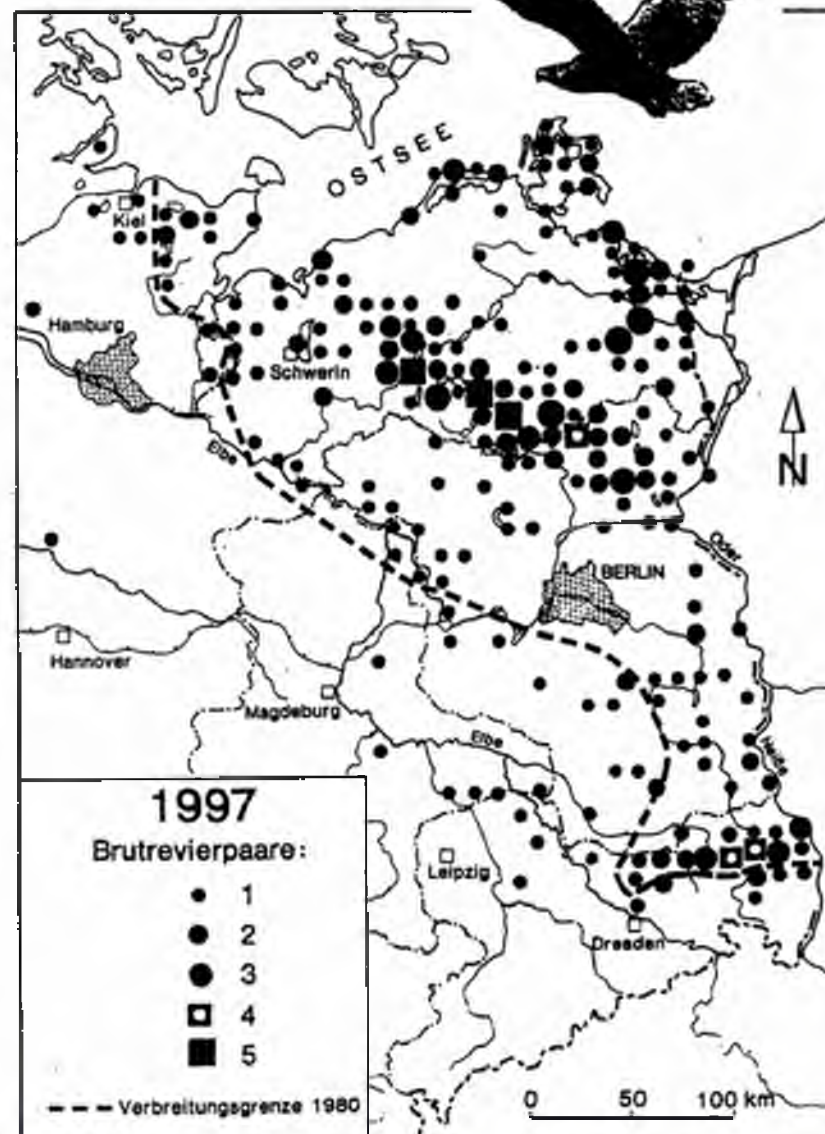 OSTSEE
Kiel
Hamburg
Schwerin
Elbe
Oder
BERLIN
Hannover
Magdeburg
Elbe
Neiße
Leipzig
Dresden
N
1997
Brutrevierpaare:
1
2
3
4
5
Verbreitungsgrenze 1980
0 50 100 km